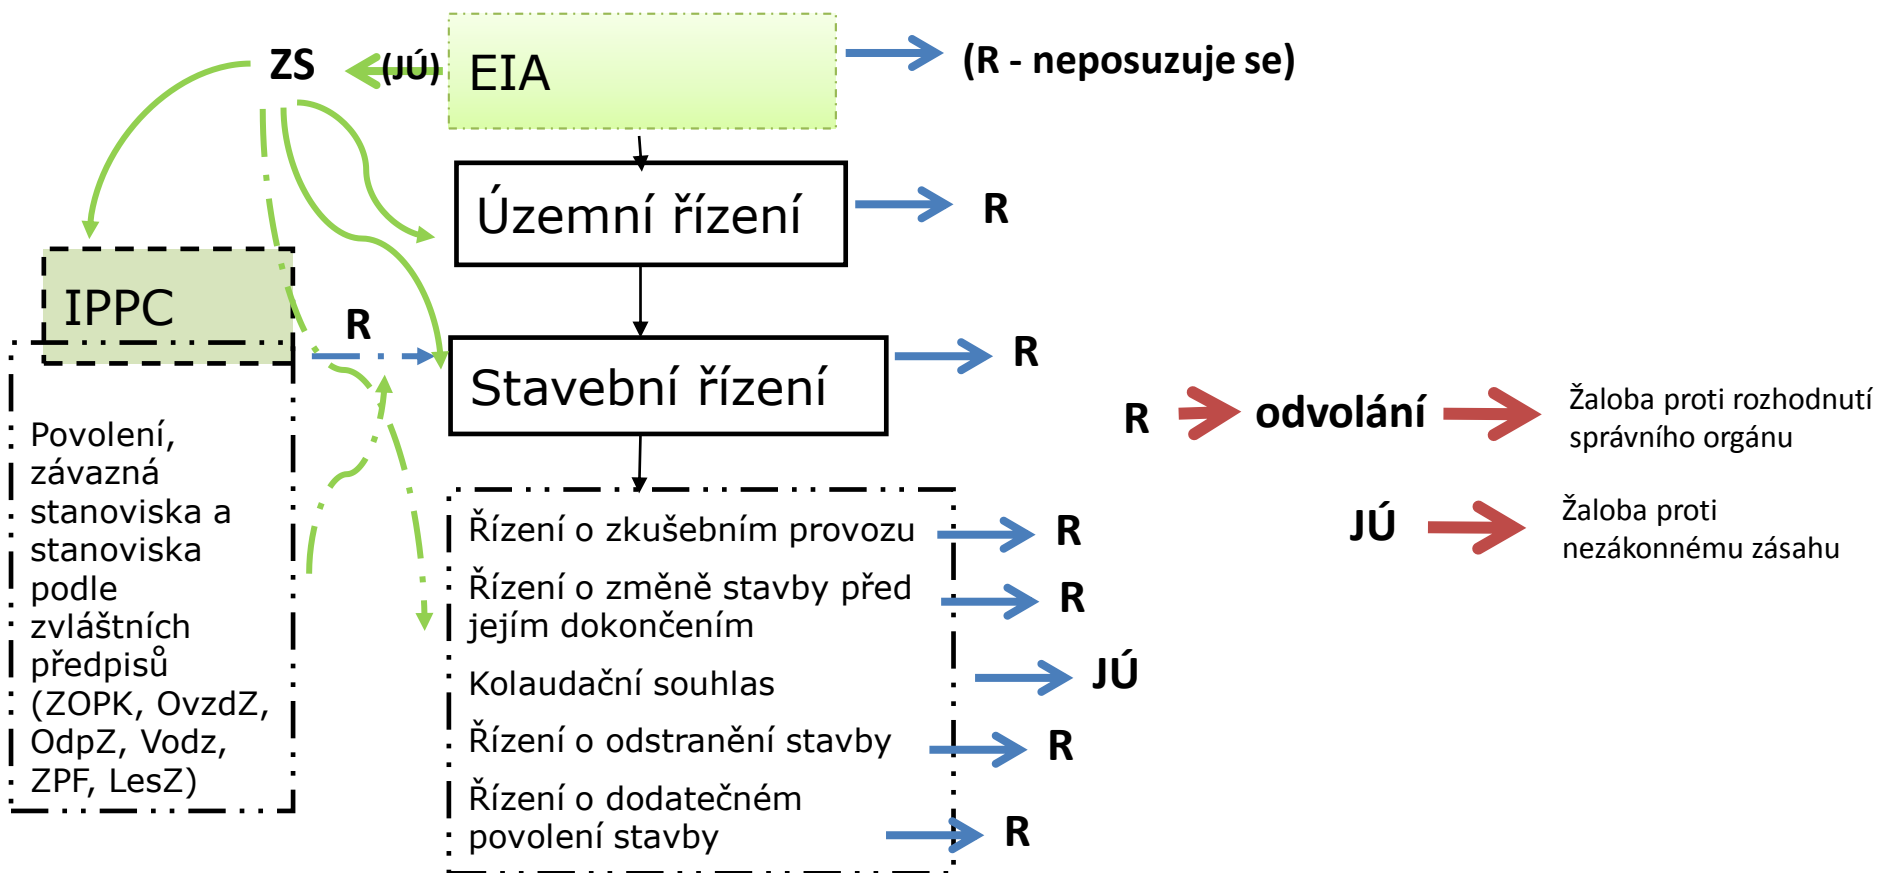 ZS
(JÚ)
EIA
(R - neposuzuje se)
Územní řízení
R
IPPC
R
Stavební řízení
R
Povolení,
závazná
stanoviska a
stanoviska
podle
zvláštních
předpisů
(ZOPK, OvzdZ,
OdpZ, Vodz,
ZPF, LesZ)
Řízení o zkušebním provozu
R
Řízení o změně stavby před
jejím dokončením
R
Kolaudační souhlas
JÚ
Řízení o odstranění stavby
R
Řízení o dodatečném
povolení stavby
R
R
odvolání
Žaloba proti rozhodnutí
správního orgánu
JÚ
Žaloba proti
nezákonnému zásahu